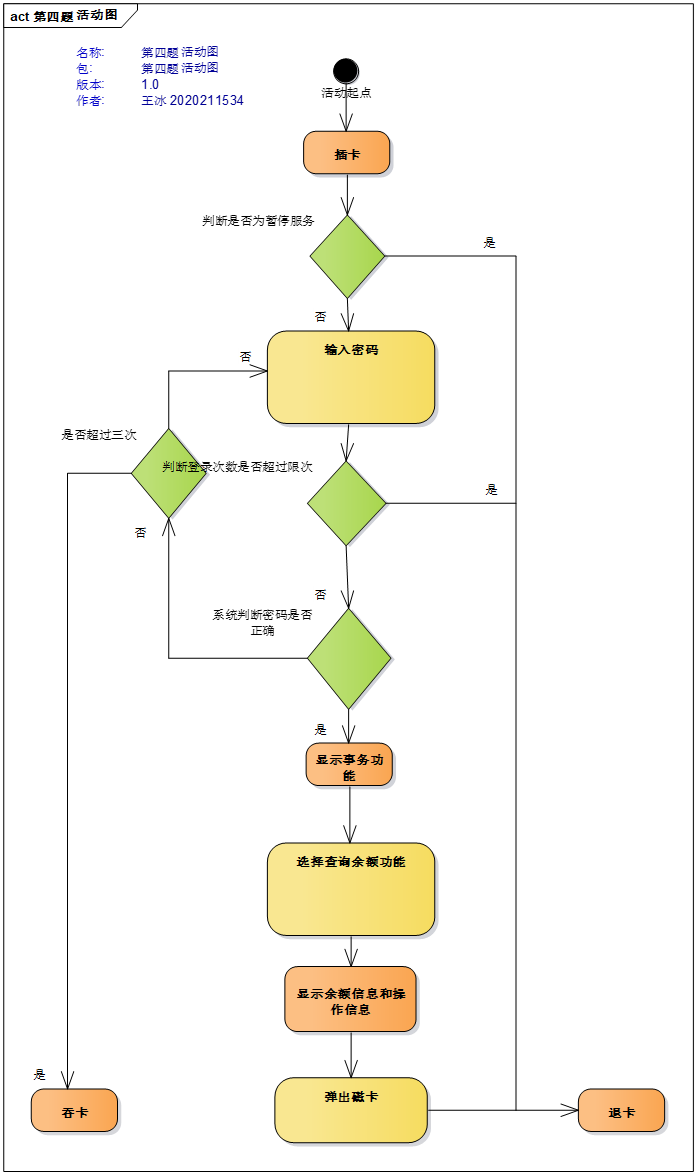 act 第四题 活动图
名称: 第四题 活动图
包: 第四题 活动图
版本: 1.0
作者: 王冰 2020211534
活动起点
插卡
判断是否为暂停服务
是
否
输入密码
否
是否超过三次
判断登录次数是否超过限次
是
否
否
系统判断密码是否
正确
是
显示事务功
能
选择查询余额功能
显示余额信息和操
作信息
是
弹出磁卡
吞卡
退卡